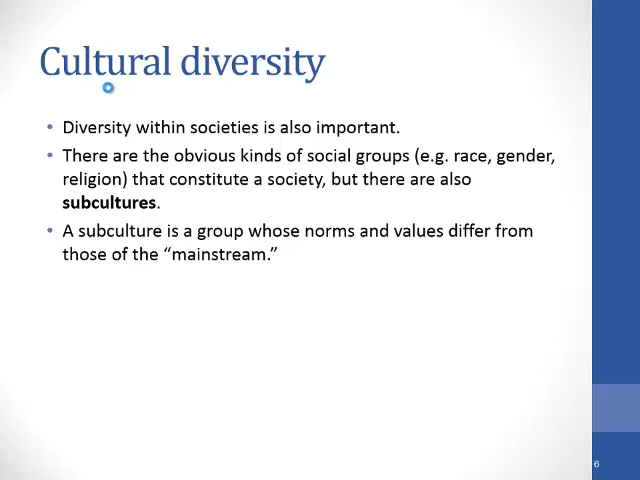 Cultural diversity
• Diversity within societies is also important.
• There are the obvious kinds of social groups (e.g. race, gender,
religion) that constitute a society, but there are also
subcultures.
• A subculture is a group whose norms and values differ from
those of the “mainstream.”
6